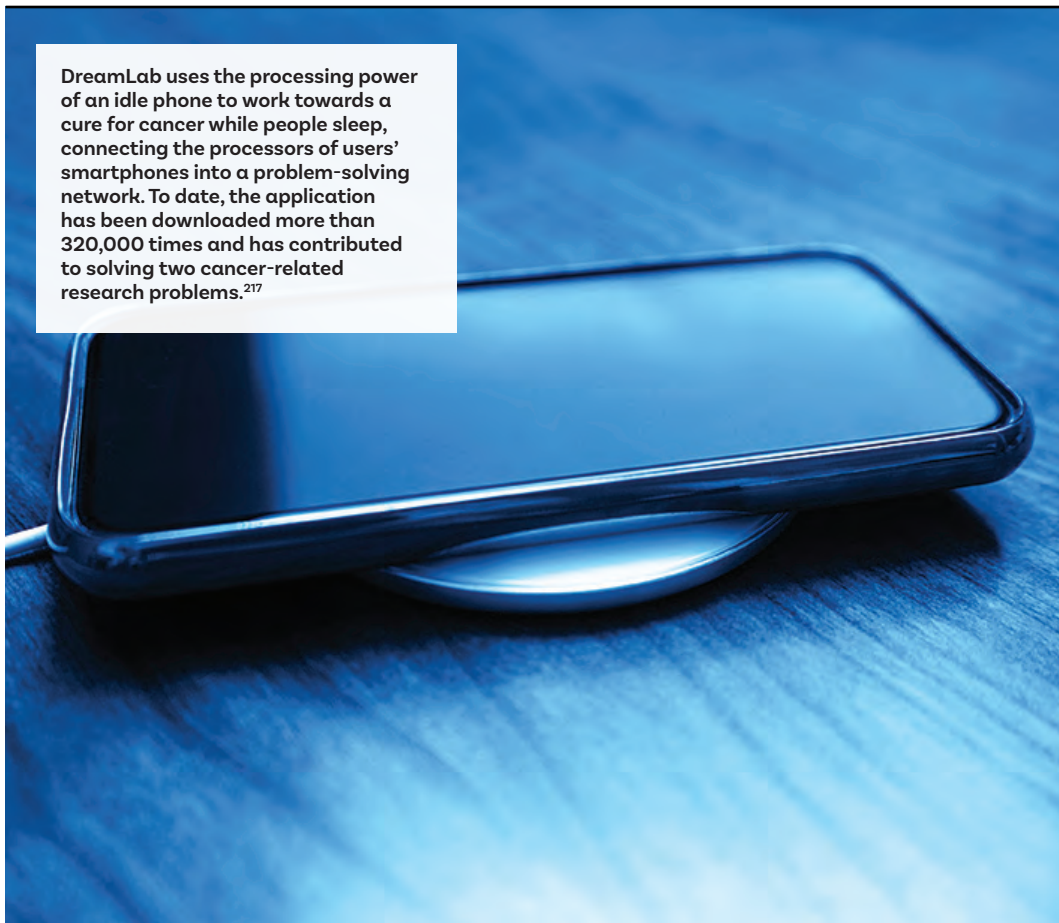 DreamLab uses the processing power
of an idle phone to work towards a
cure for cancer while people sleep,
connecting the processors of users’
smartphones into a problem-solving
network. To date, the application
has been downloaded more than
320,000 times and has contributed
to solving two cancer-related
research problems.²¹⁷